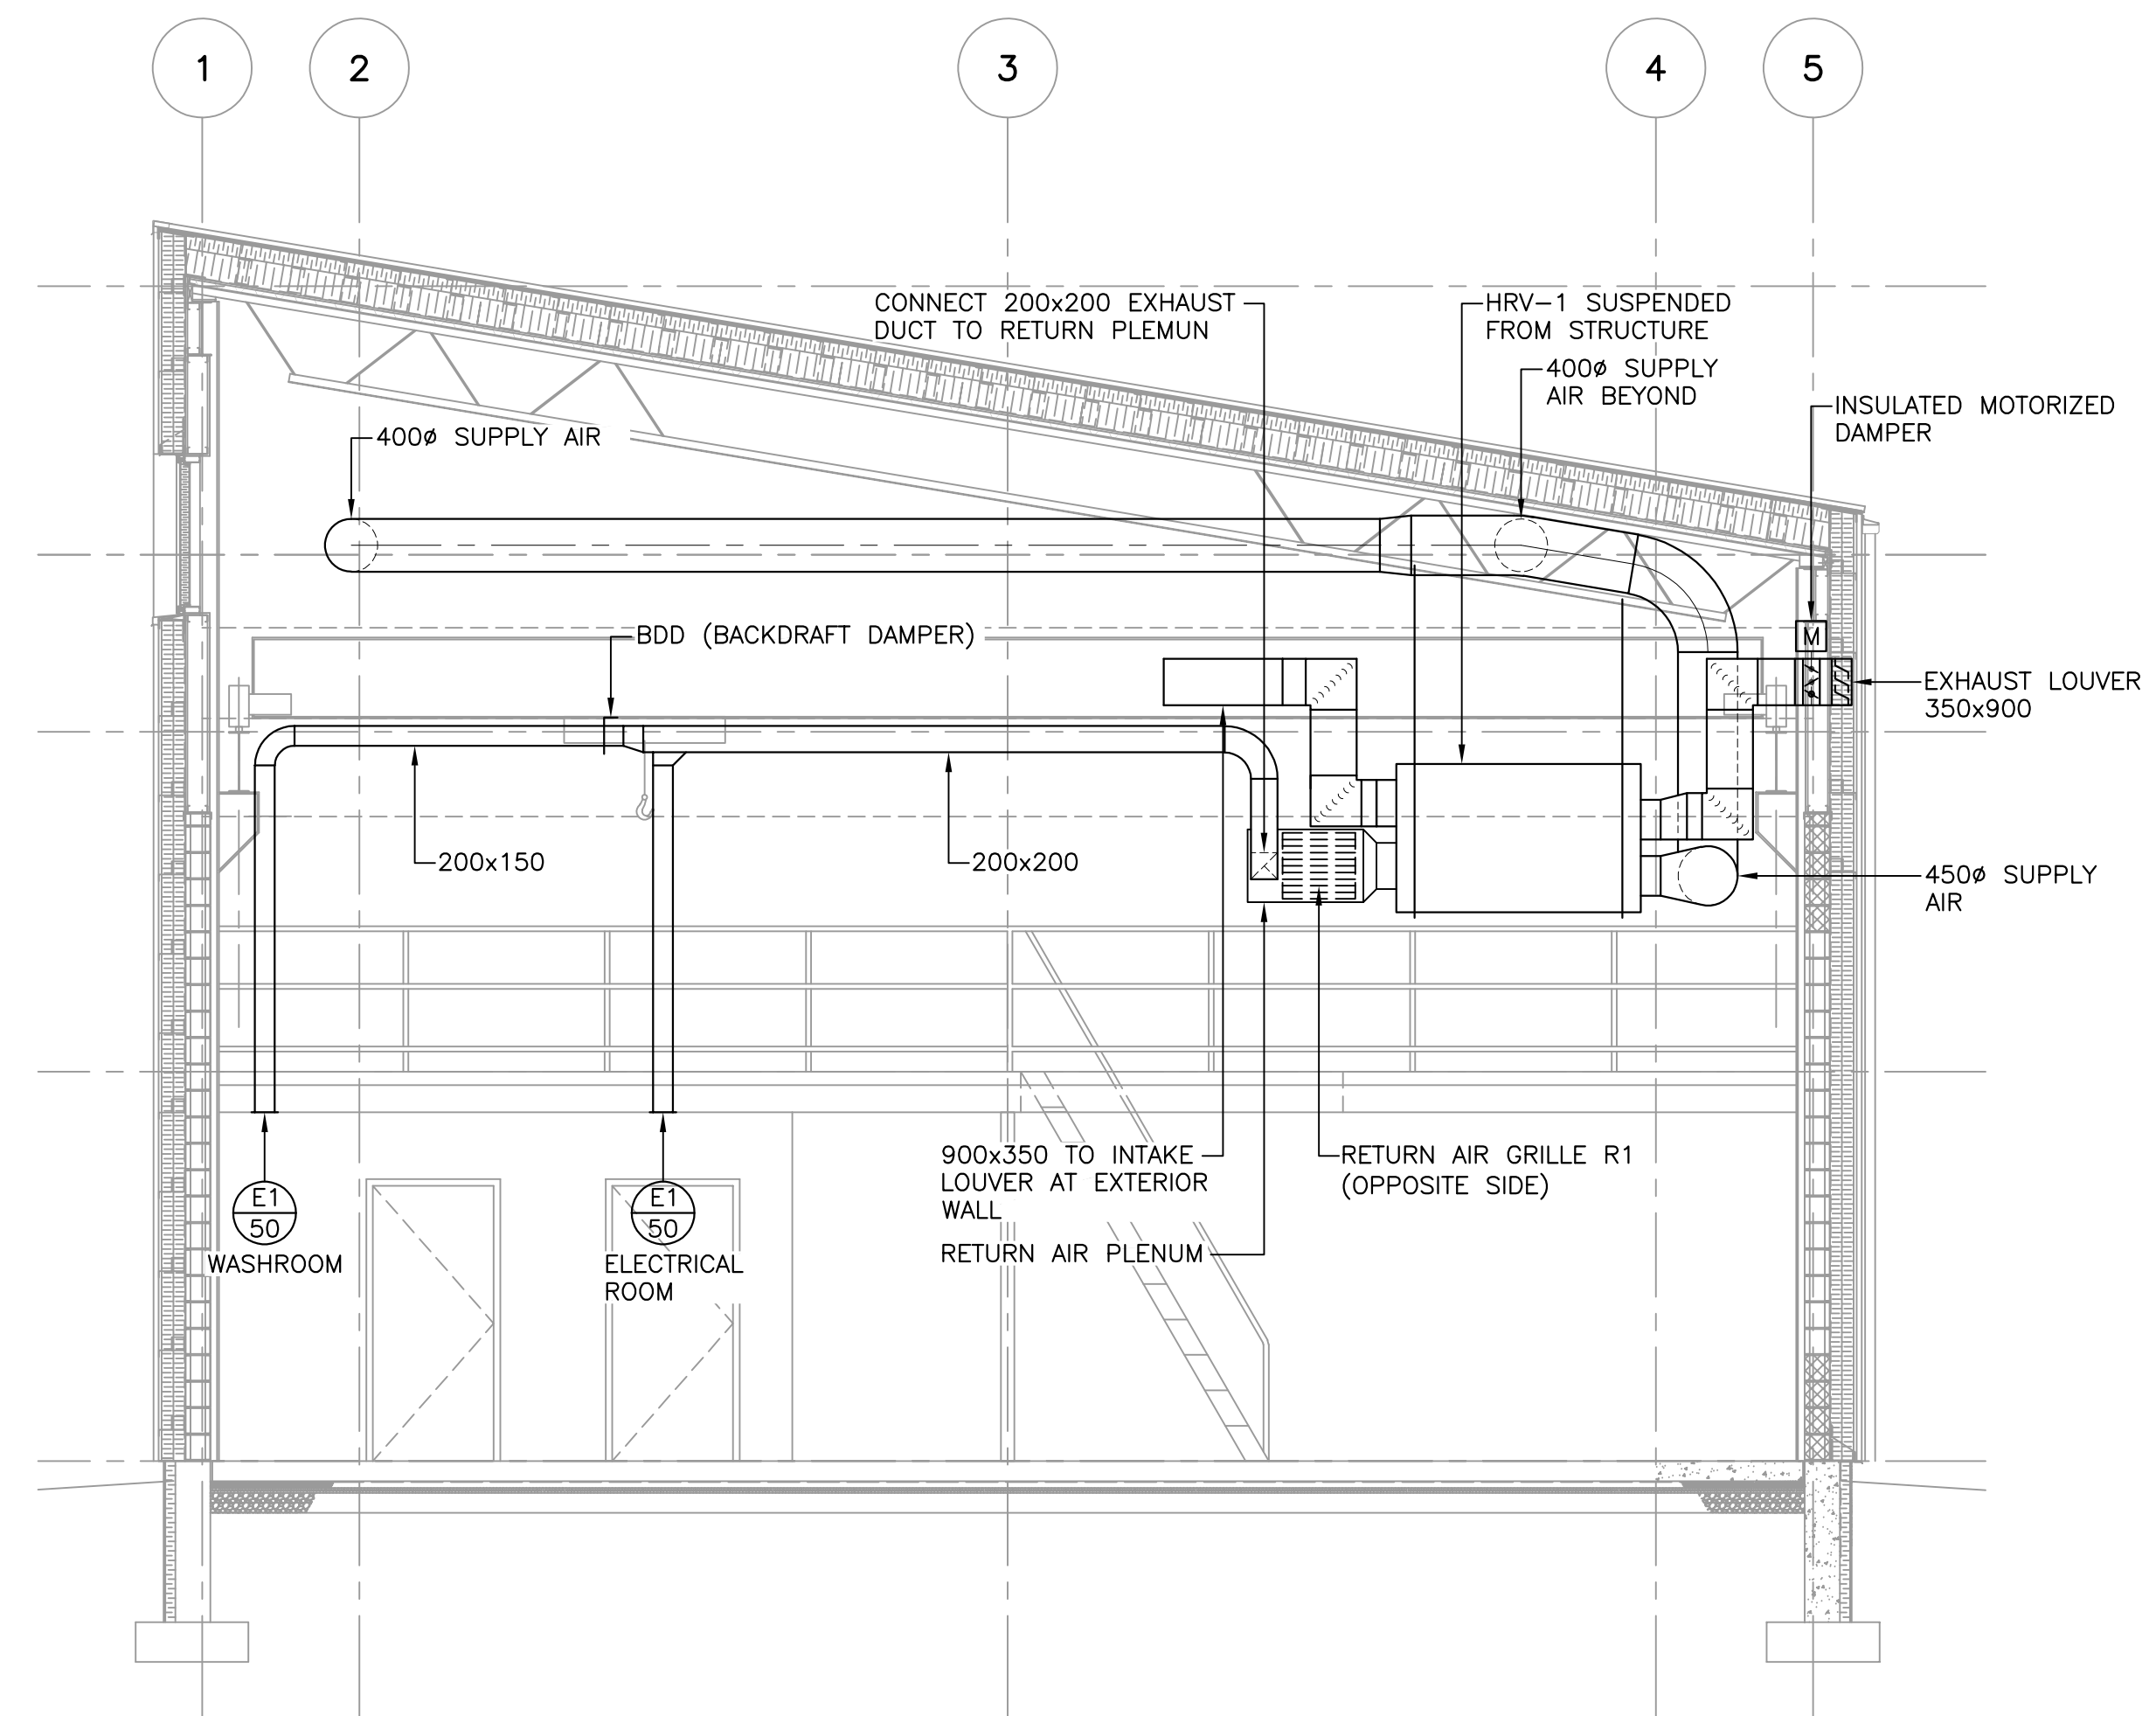 1
2
3
4
5
CONNECT 200x200 EXHAUST
DUCT TO RETURN PLEMUN
HRV-1 SUSPENDED
FROM STRUCTURE
400ø SUPPLY
AIR BEYOND
INSULATED MOTORIZED
DAMPER
400ø SUPPLY AIR
BDD (BACKDRAFT DAMPER)
M
EXHAUST LOUVER
350x900
200x150
200x200
450ø SUPPLY
AIR
900x350 TO INTAKE
LOUVER AT EXTERIOR
WALL
RETURN AIR GRILLE R1
(OPPOSITE SIDE)
RETURN AIR PLENUM
E1
50
WASHROOM
E1
50
ELECTRICAL
ROOM